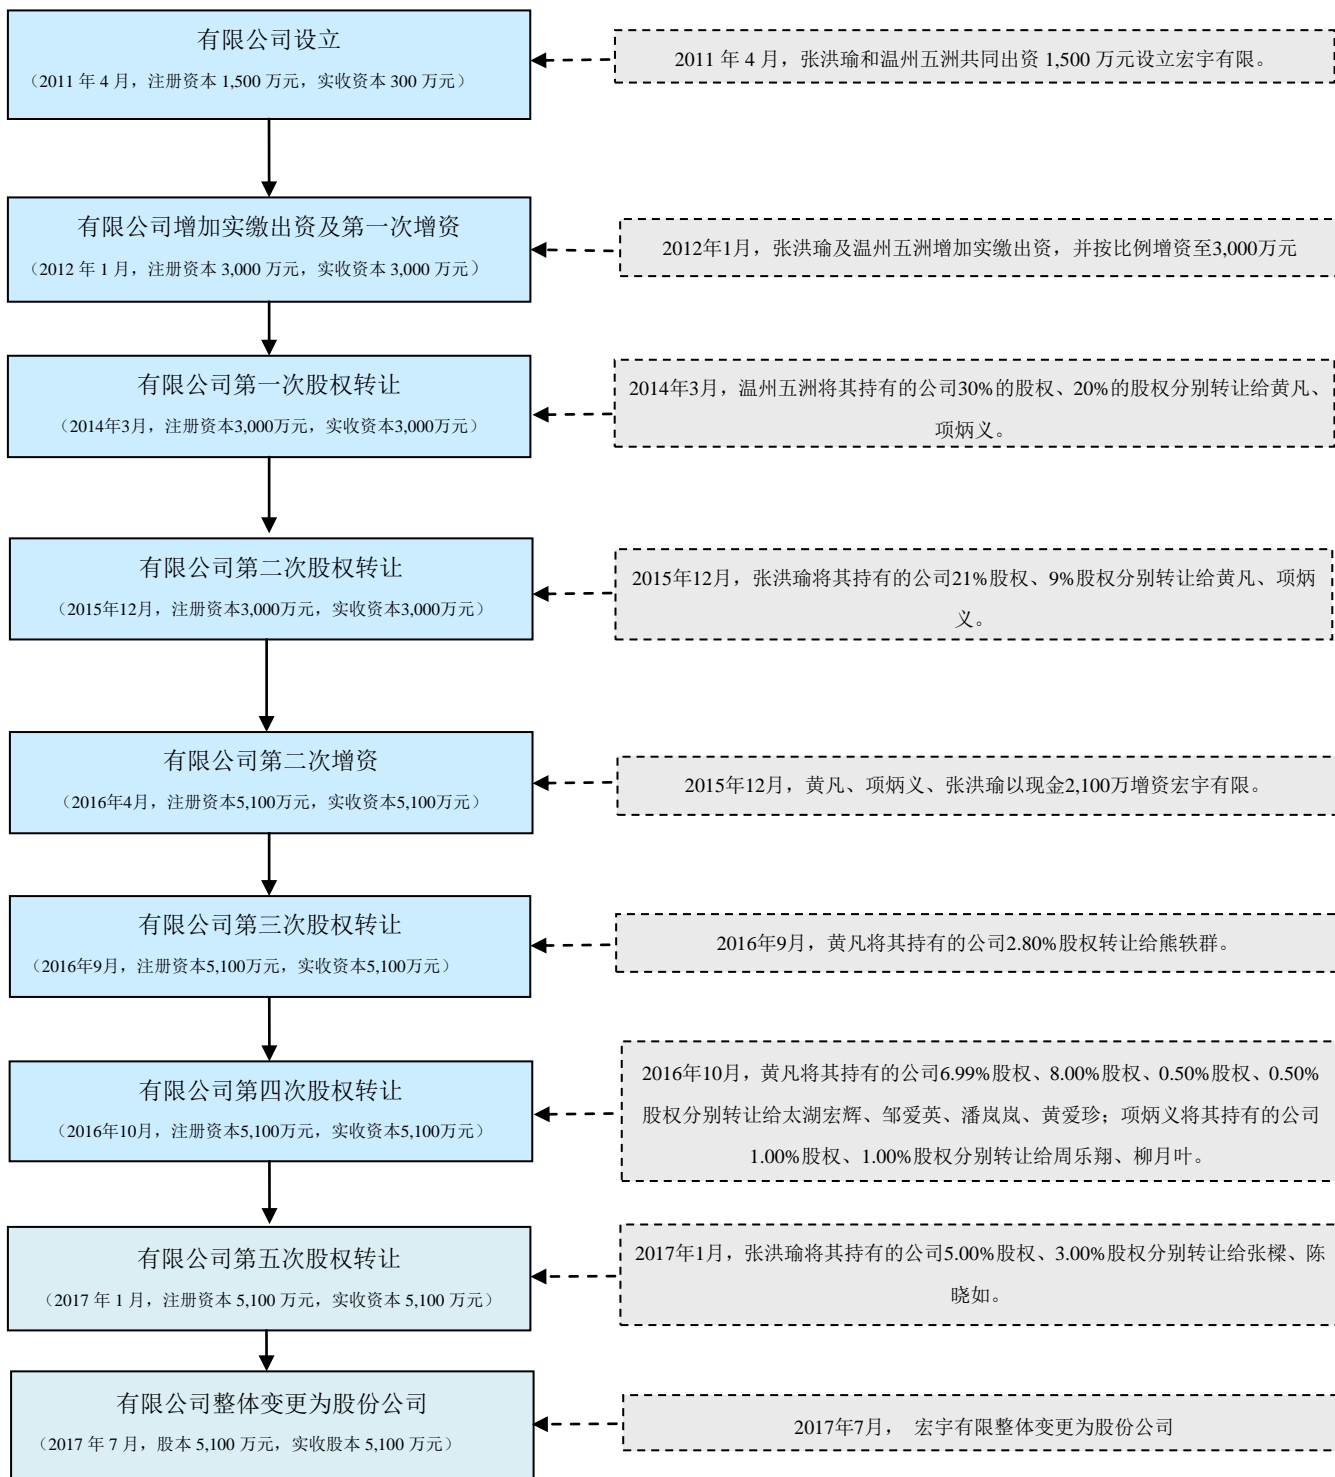 有限公司设立
（2011 年 4 月，注册资本 1,500 万元，实收资本 300 万元）
2011 年 4 月，张洪瑜和温州五洲共同出资 1,500 万元设立宏宇有限。
有限公司增加实缴出资及第一次增资
（2012 年 1 月，注册资本 3,000 万元，实收资本 3,000 万元）
2012年1月，张洪瑜及温州五洲增加实缴出资，并按比例增资至3,000万元
有限公司第一次股权转让
（2014年3月，注册资本3,000万元，实收资本3,000万元）
2014年3月，温州五洲将其持有的公司30%的股权、20%的股权分别转让给黄凡、
项炳义。
有限公司第二次股权转让
（2015年12月，注册资本3,000万元，实收资本3,000万元）
2015年12月，张洪瑜将其持有的公司21%股权、9%股权分别转让给黄凡、项炳
义。
有限公司第二次增资
（2016年4月，注册资本5,100万元，实收资本5,100万元）
2015年12月，黄凡、项炳义、张洪瑜以现金2,100万增资宏宇有限。
有限公司第三次股权转让
（2016年9月，注册资本5,100万元，实收资本5,100万元）
2016年9月，黄凡将其持有的公司2.80%股权转让给熊轶群。
有限公司第四次股权转让
（2016年10月，注册资本5,100万元，实收资本5,100万元）
2016年10月，黄凡将其持有的公司6.99%股权、8.00%股权、0.50%股权、0.50%
股权分别转让给太湖宏辉、邹爱英、潘岚岚、黄爱珍；项炳义将其持有的公司
1.00%股权、1.00%股权分别转让给周乐翔、柳月叶。
有限公司第五次股权转让
（2017 年 1 月，注册资本 5,100 万元，实收资本 5,100 万元）
2017年1月，张洪瑜将其持有的公司5.00%股权、3.00%股权分别转让给张樑、陈
晓如。
有限公司整体变更为股份公司
（2017 年 7 月，股本 5,100 万元，实收股本 5,100 万元）
2017年7月， 宏宇有限整体变更为股份公司